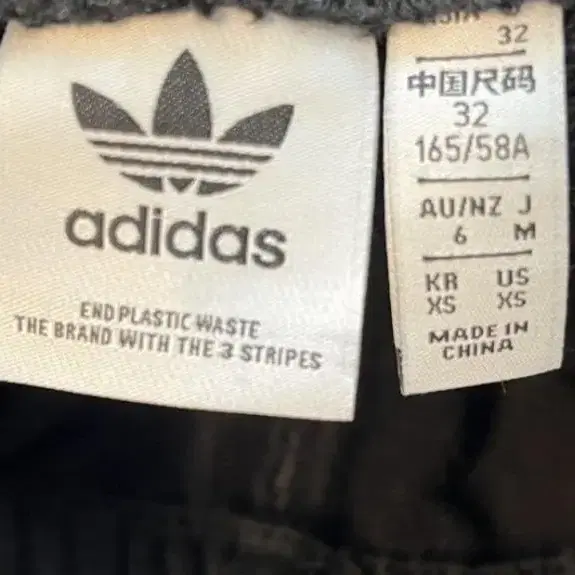 adidas
END PLASTIC WASTE
THE BRAND WITH THE 3 STRIPES
32
中国尺码
32
165/58A
AU/NZ J
6 M
KR US
XS XS
MADE IN
CHINA